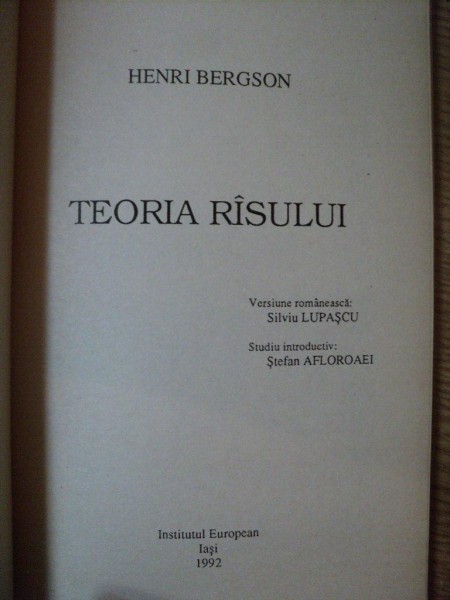 HENRI BERGSON
TEORIA RÎSULUI
Versiune românească:
Silviu LUPAŞCU
Studiu introductiv:
Ştefan AFLOROAEI
Institutul European
Iaşi
1992